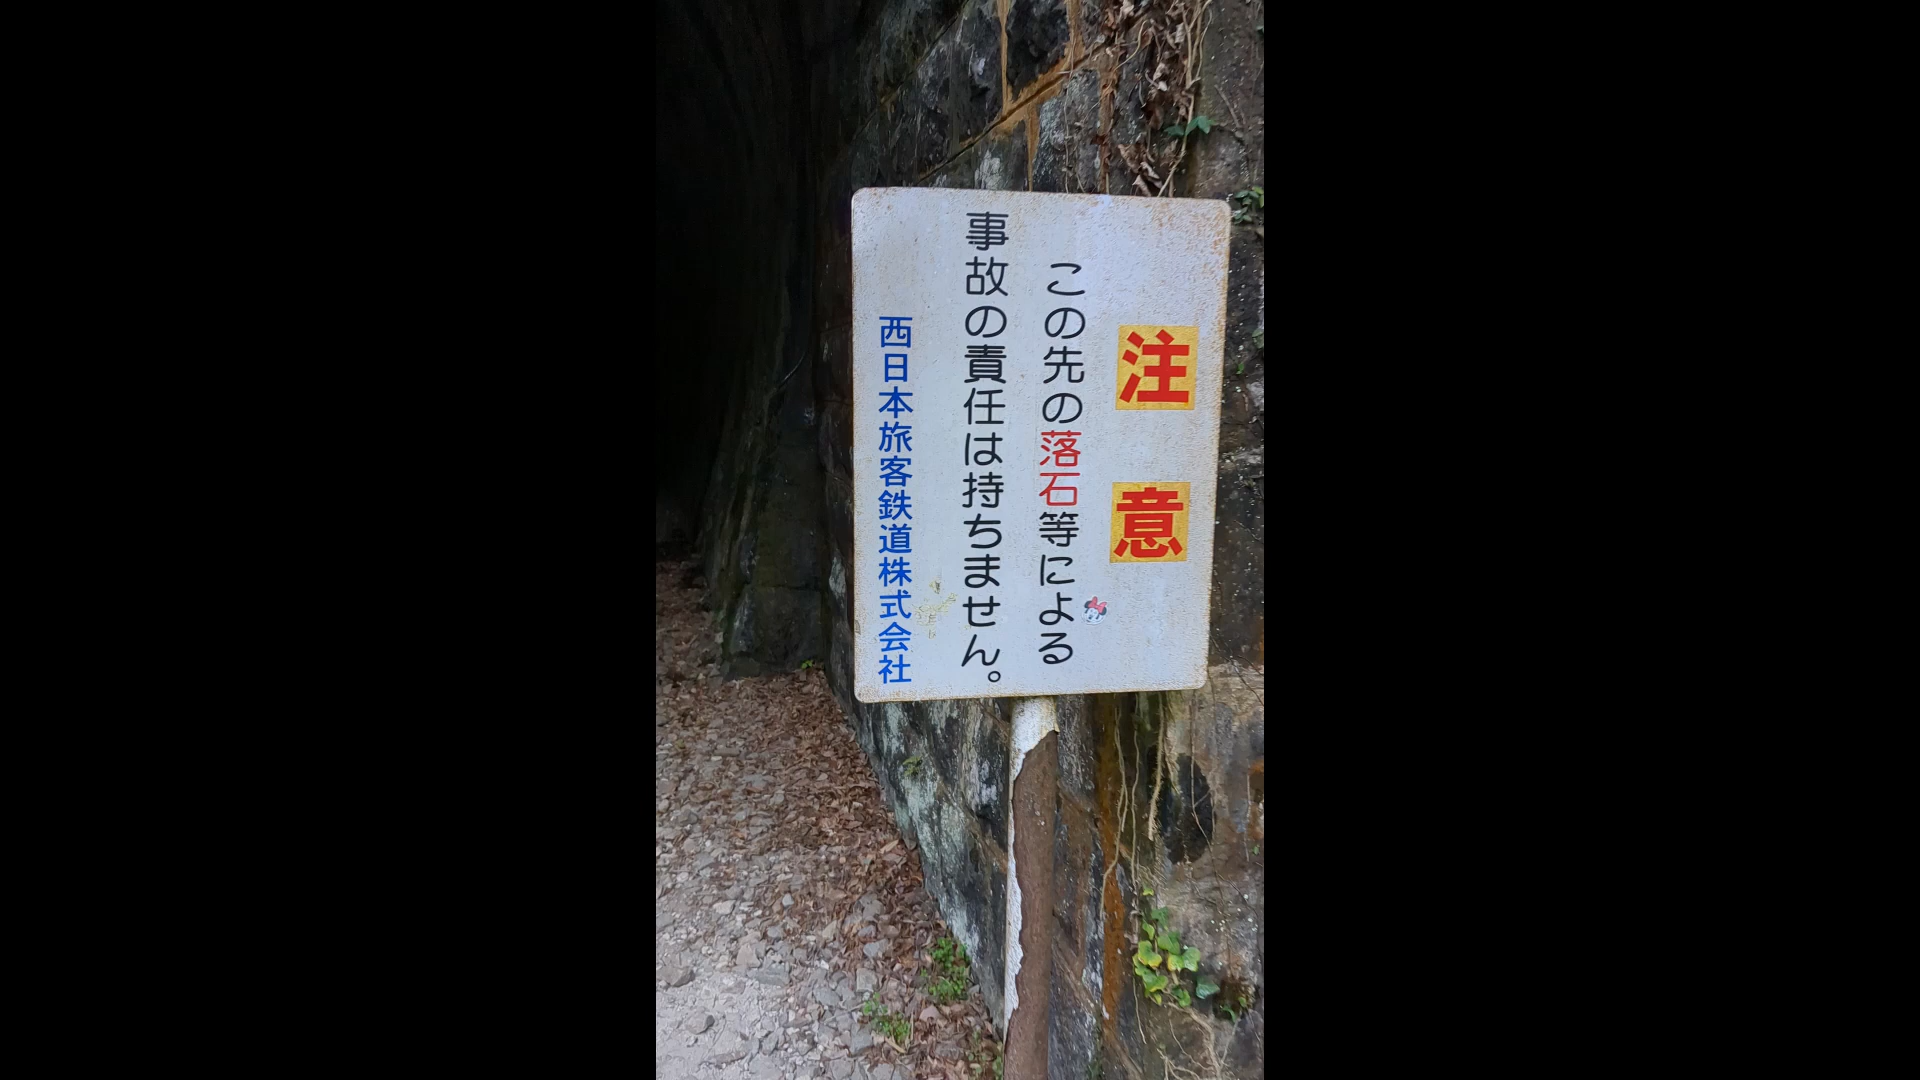 注意
この先の落石等による
事故の責任は持ちません。
西日本旅客鉄道株式会社